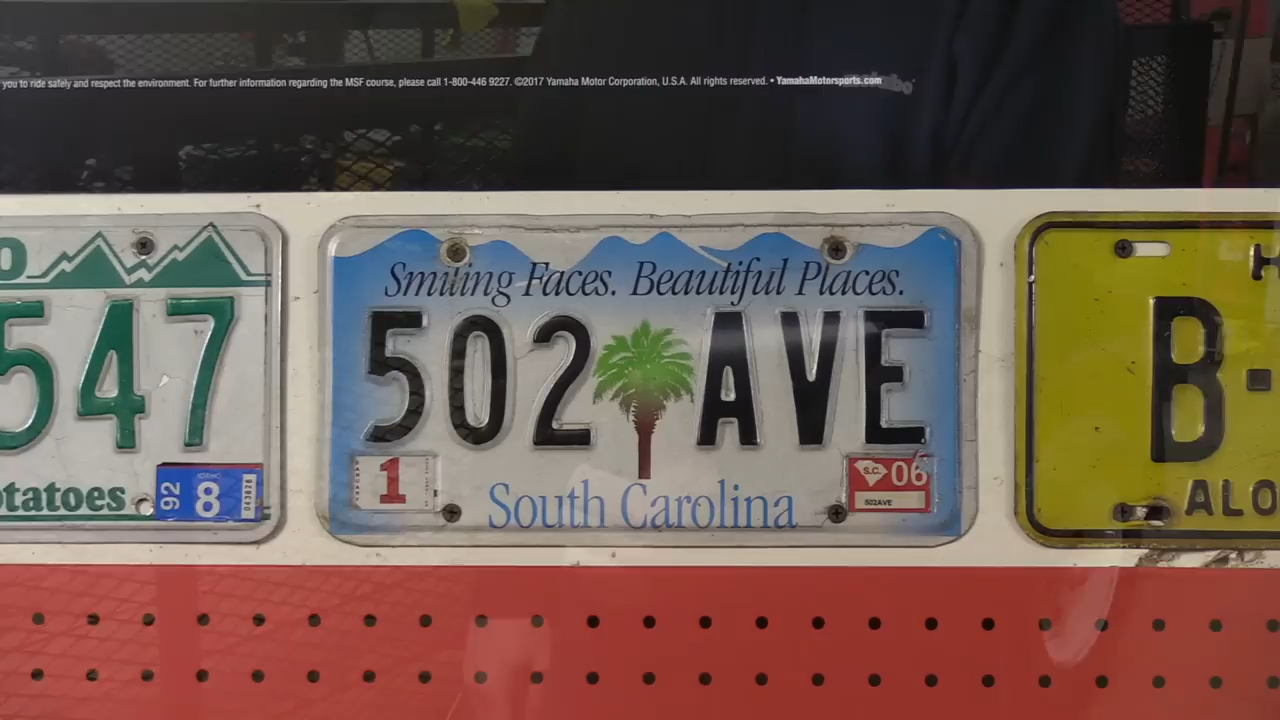 you to ride safely and respect the environment. For further information regarding the MSF course, please call 1-800-446 9227. ©2017 Yamaha Motor Corporation, U.S.A. All rights reserved. • YamahaMotorsports.com
O
547
92 8
otatoes
Smiling Faces. Beautiful Places.
502 AVE
1
S.C. 06
502AVE
South Carolina
H
B-
ALO